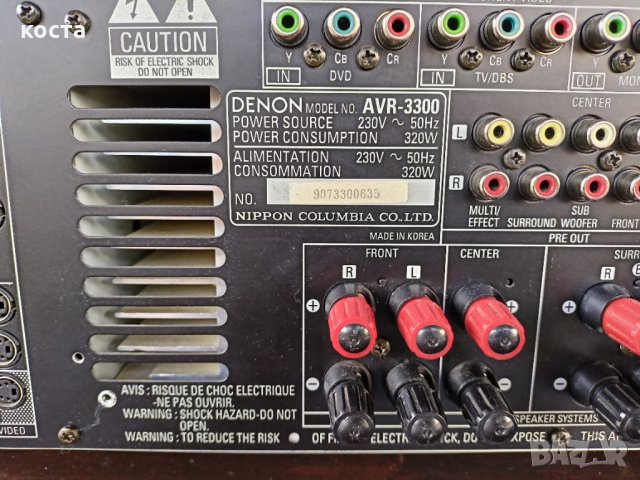 коста
CAUTION
RISK OF ELECTRIC SHOCK
DO NOT OPEN
Y CB CR
IN DVD
Y CB CR
IN TV/DBS
Y
OUT
DENON MODEL NO. AVR-3300
POWER SOURCE 230V ~ 50Hz
POWER CONSUMPTION 320W
ALIMENTATION 230V ~ 50Hz
CONSOMMATION 320W
NO. 9073300635
NIPPON COLUMBIA CO.,LTD.
MADE IN KOREA
CENTER
L
R
MULTI/
EFFECT
SURROUND
SUB
WOOFER
FRONT
PRE OUT
FRONT
R L
CENTER
R
+
–
SPEAKER SYSTEMS
AVIS : RISQUE DE CHOC ELECTRIQUE
-NE PAS OUVRIR.
WARNING : SHOCK HAZARD-DO NOT
OPEN.
WARNING : TO REDUCE THE RISK
VIDEO
bazar.bg